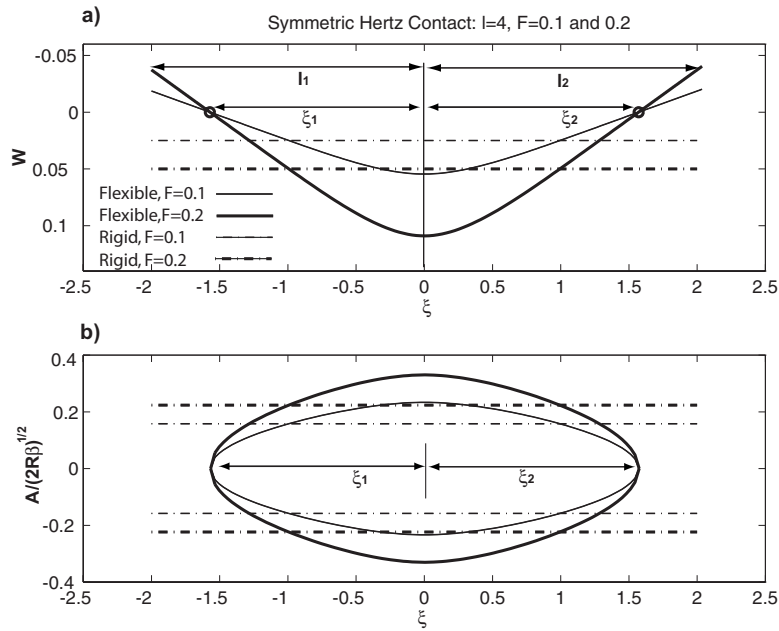 a)
Symmetric Hertz Contact: l=4, F=0.1 and 0.2
-0.05
0
0.05
0.1
W
l1
l2
ξ1
ξ2
Flexible, F=0.1
Flexible,F=0.2
Rigid, F=0.1
Rigid, F=0.2
-2.5 -2 -1.5 -1 -0.5 0 0.5 1 1.5 2 2.5
ξ
b)
0.4
0.2
0
-0.2
-0.4
A/(2Rβ)^1/2
ξ1
ξ2
-2.5 -2 -1.5 -1 -0.5 0 0.5 1 1.5 2 2.5
ξ